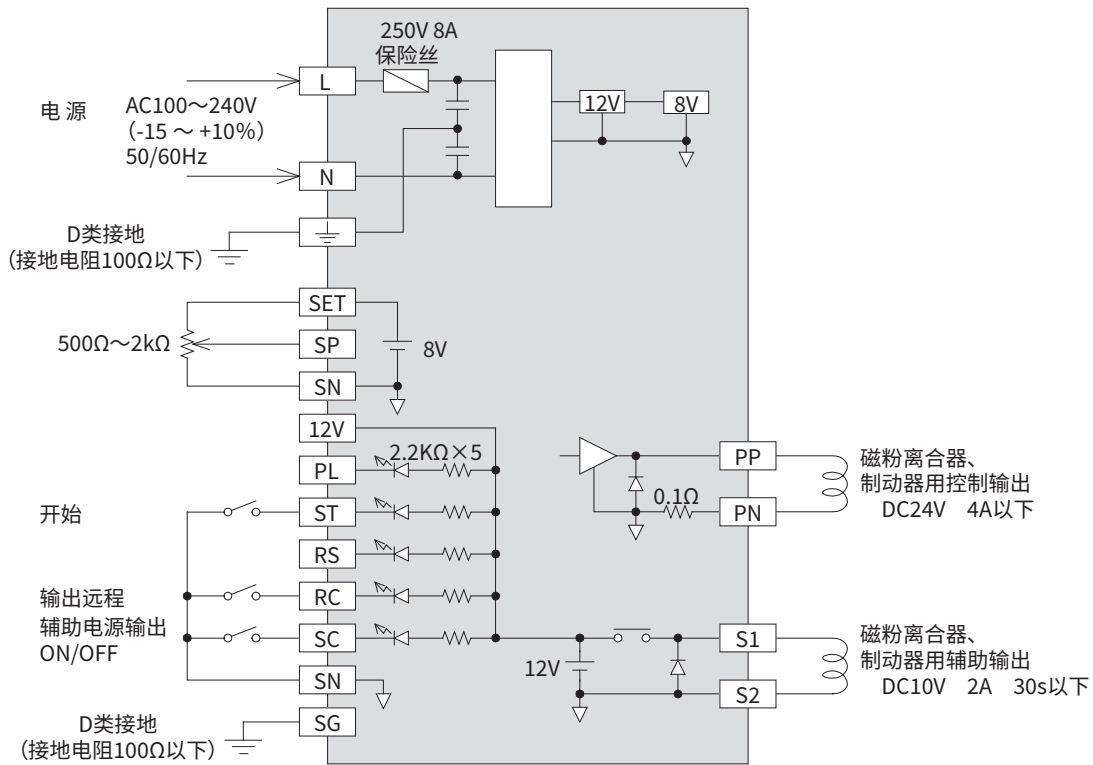 250V 8A
保险丝
L
12V
8V
电 源
AC100～240V
（-15 ～ +10%）
50/60Hz
N
D类接地
（接地电阻100Ω以下）
SET
500Ω～2kΩ
SP
8V
SN
12V
2.2KΩ×5
PL
PP
磁粉离合器、
制动器用控制输出
DC24V 4A以下
0.1Ω
开始
ST
PN
RS
输出远程
RC
辅助电源输出
ON/OFF
SC
12V
S1
磁粉离合器、
制动器用辅助输出
DC10V 2A 30s以下
SN
S2
D类接地
（接地电阻100Ω以下）
SG